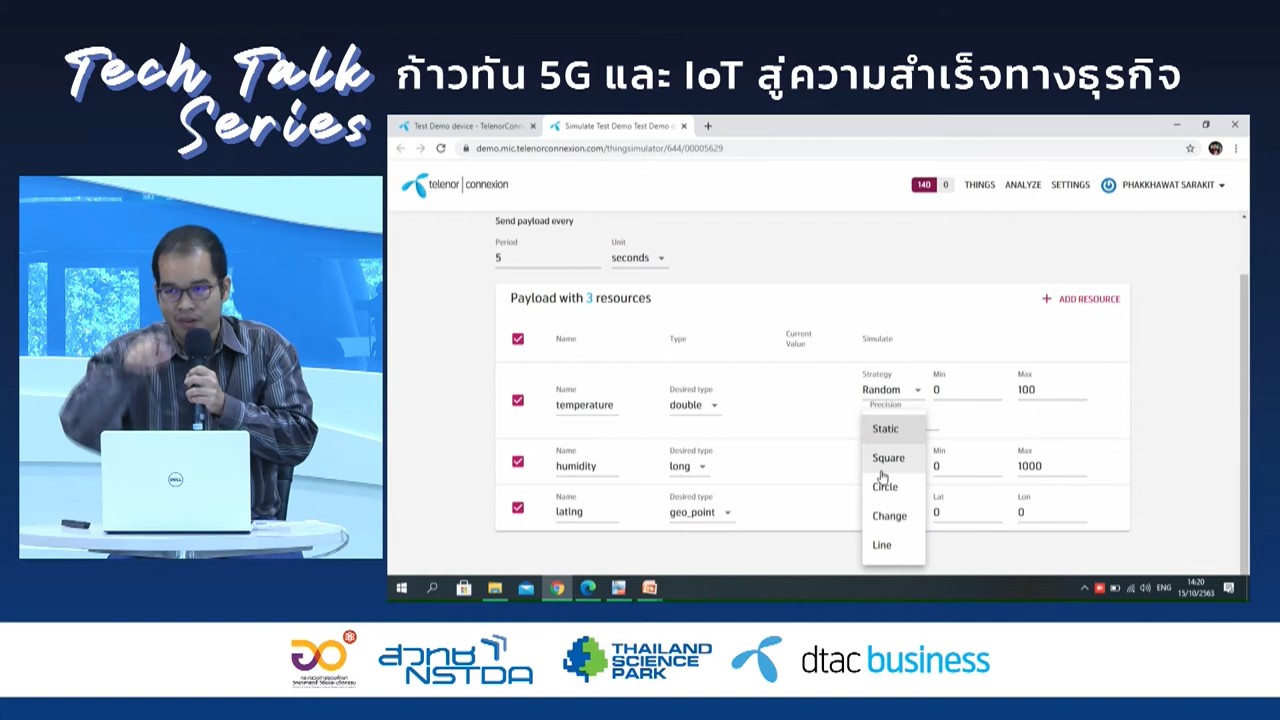 Tech Talk Series
ก้าวทัน 5G และ IoT สู่ความสำเร็จทางธุรกิจ
Test Demo device - TelenorConn
Simulate Test Demo Test Demo
demo.mic.telenorconnexion.com/thingsimulator/644/00005629
telenor | connexion
140 0 THINGS ANALYZE SETTINGS PHAKKHAWAT SARAKIT
Send payload every
Period Unit
5 seconds
Payload with 3 resources
ADD RESOURCE
Name Type Current Value Simulate
Name Desired type Strategy Min Max
temperature double Random 0 100
Precision
Static
Square
Circle
Change
Line
Name Desired type Min Max
humidity long 0 1000
Name Desired type Lat Lon
latlng geo_point 0 0
DELL
ENG
14:20
15/10/2563
สวทช
NSTDA
THAILAND
SCIENCE
PARK
dtac business